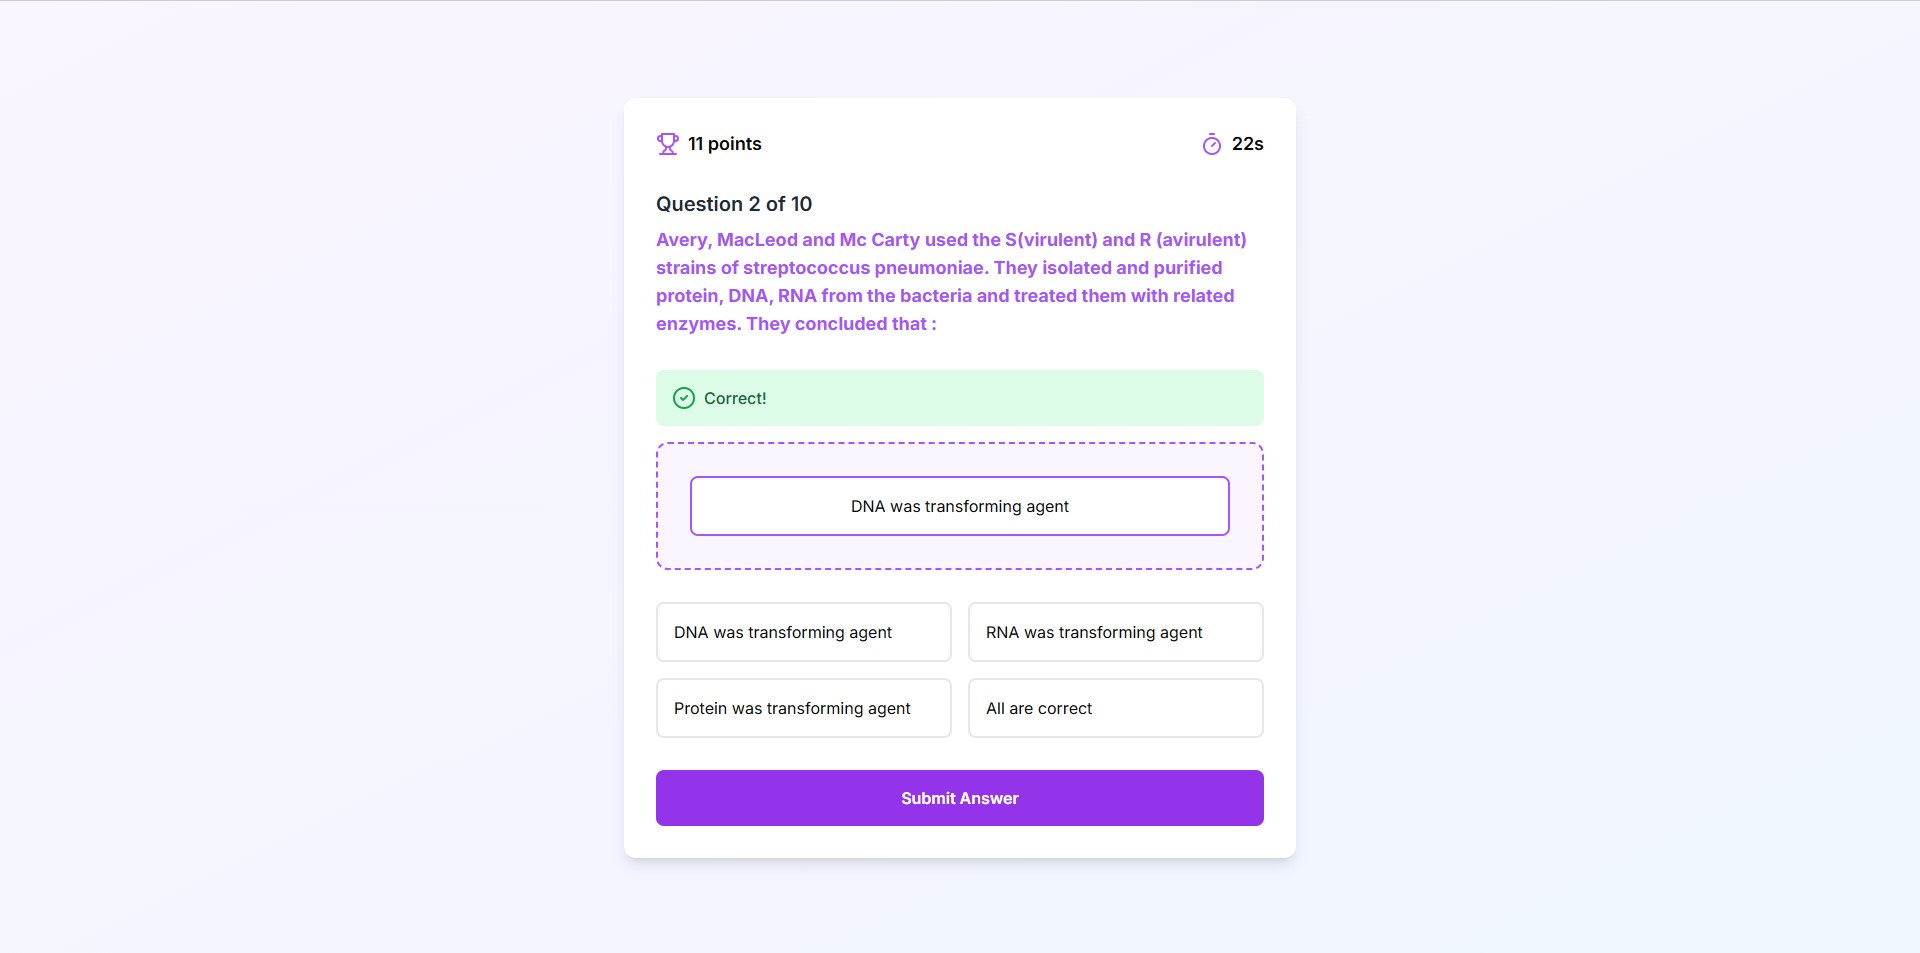 11 points
22s
Question 2 of 10
Avery, MacLeod and Mc Carty used the S(virulent) and R (avirulent)
strains of streptococcus pneumoniae. They isolated and purified
protein, DNA, RNA from the bacteria and treated them with related
enzymes. They concluded that :
Correct!
DNA was transforming agent
DNA was transforming agent
RNA was transforming agent
Protein was transforming agent
All are correct
Submit Answer